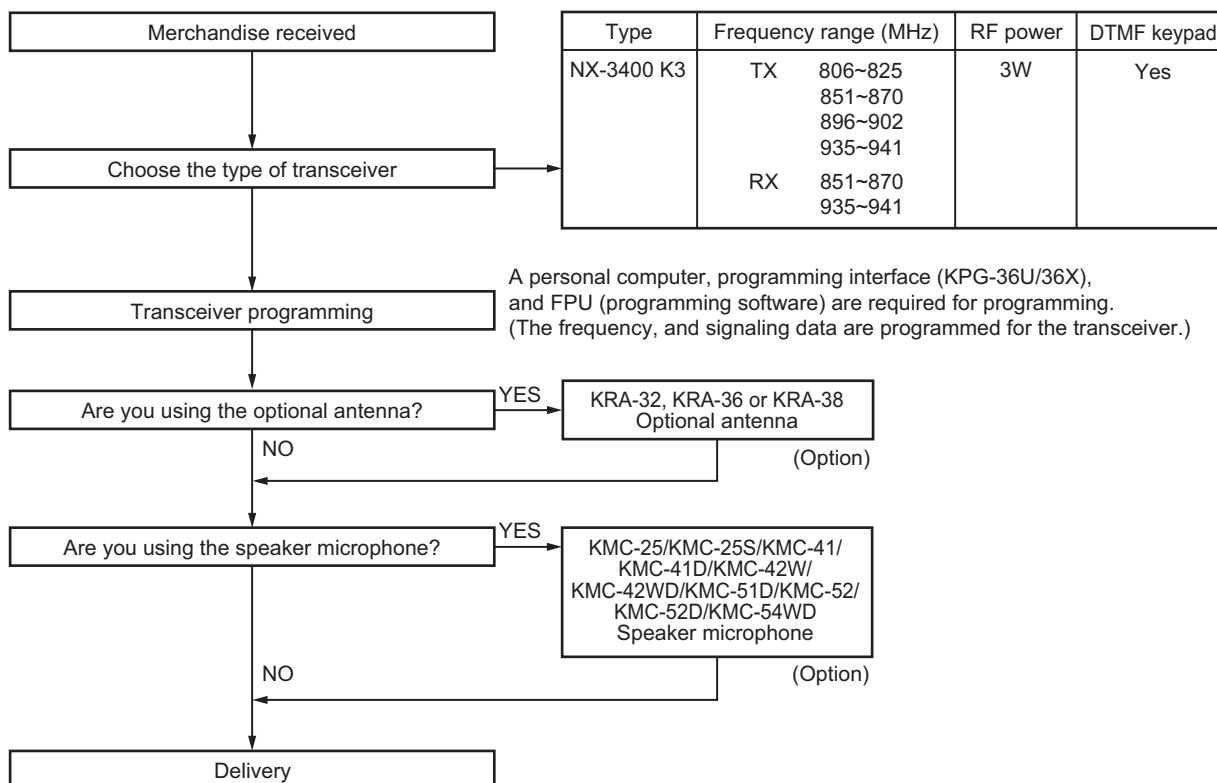 Merchandise received
Type Frequency range (MHz) RF power DTMF keypad
NX-3400 K3 TX 806~825 3W Yes
851~870
896~902
935~941
RX 851~870
935~941
Choose the type of transceiver
A personal computer, programming interface (KPG-36U/36X),
and FPU (programming software) are required for programming.
(The frequency, and signaling data are programmed for the transceiver.)
Transceiver programming
Are you using the optional antenna?
YES
KRA-32, KRA-36 or KRA-38
Optional antenna
NO
(Option)
Are you using the speaker microphone?
YES
KMC-25/KMC-25S/KMC-41/
KMC-41D/KMC-42W/
KMC-42WD/KMC-51D/KMC-52/
KMC-52D/KMC-54WD
Speaker microphone
NO
(Option)
Delivery